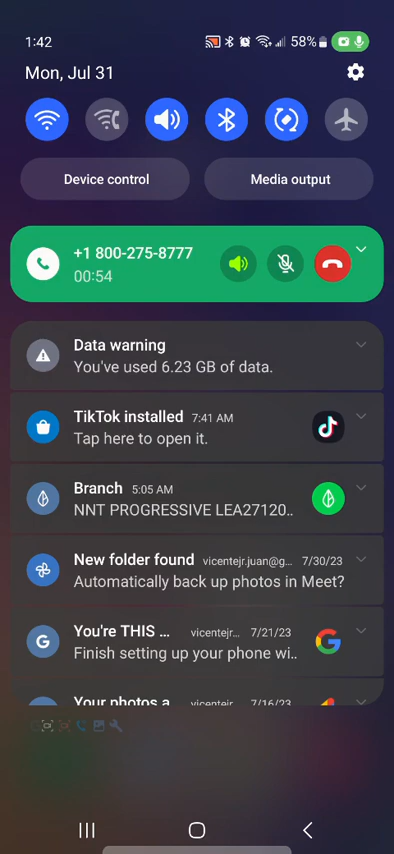 1:42
58%
Mon, Jul 31
Device control
Media output
+1 800-275-8777
00:54
Data warning
You've used 6.23 GB of data.
TikTok installed 7:41 AM
Tap here to open it.
Branch 5:05 AM
NNT PROGRESSIVE LEA27120..
New folder found vicentejr.juan@g... 7/30/23
Automatically back up photos in Meet?
You're THIS ... vicentejr... 7/21/23
Finish setting up your phone wi..
Your photos a vicentejr 7/16/23